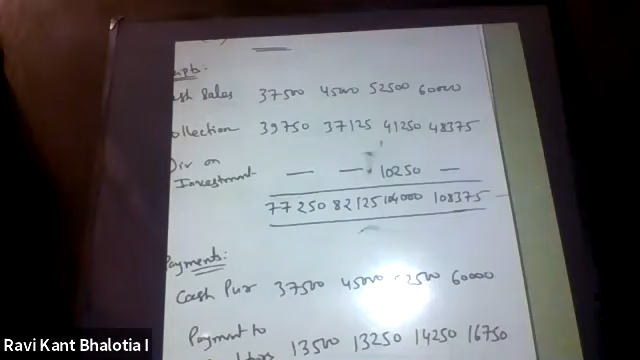 Cash Sales 37500 45000 52500 60000
Collection 39750 37125 41250 48375
Div on
Investment — — 10250 —
77250 82125 104000 108375
Payments:
Cash Pur 37500 45000 2500 60000
Payment to
13500 13250 14250 16750
Ravi Kant Bhalotia I